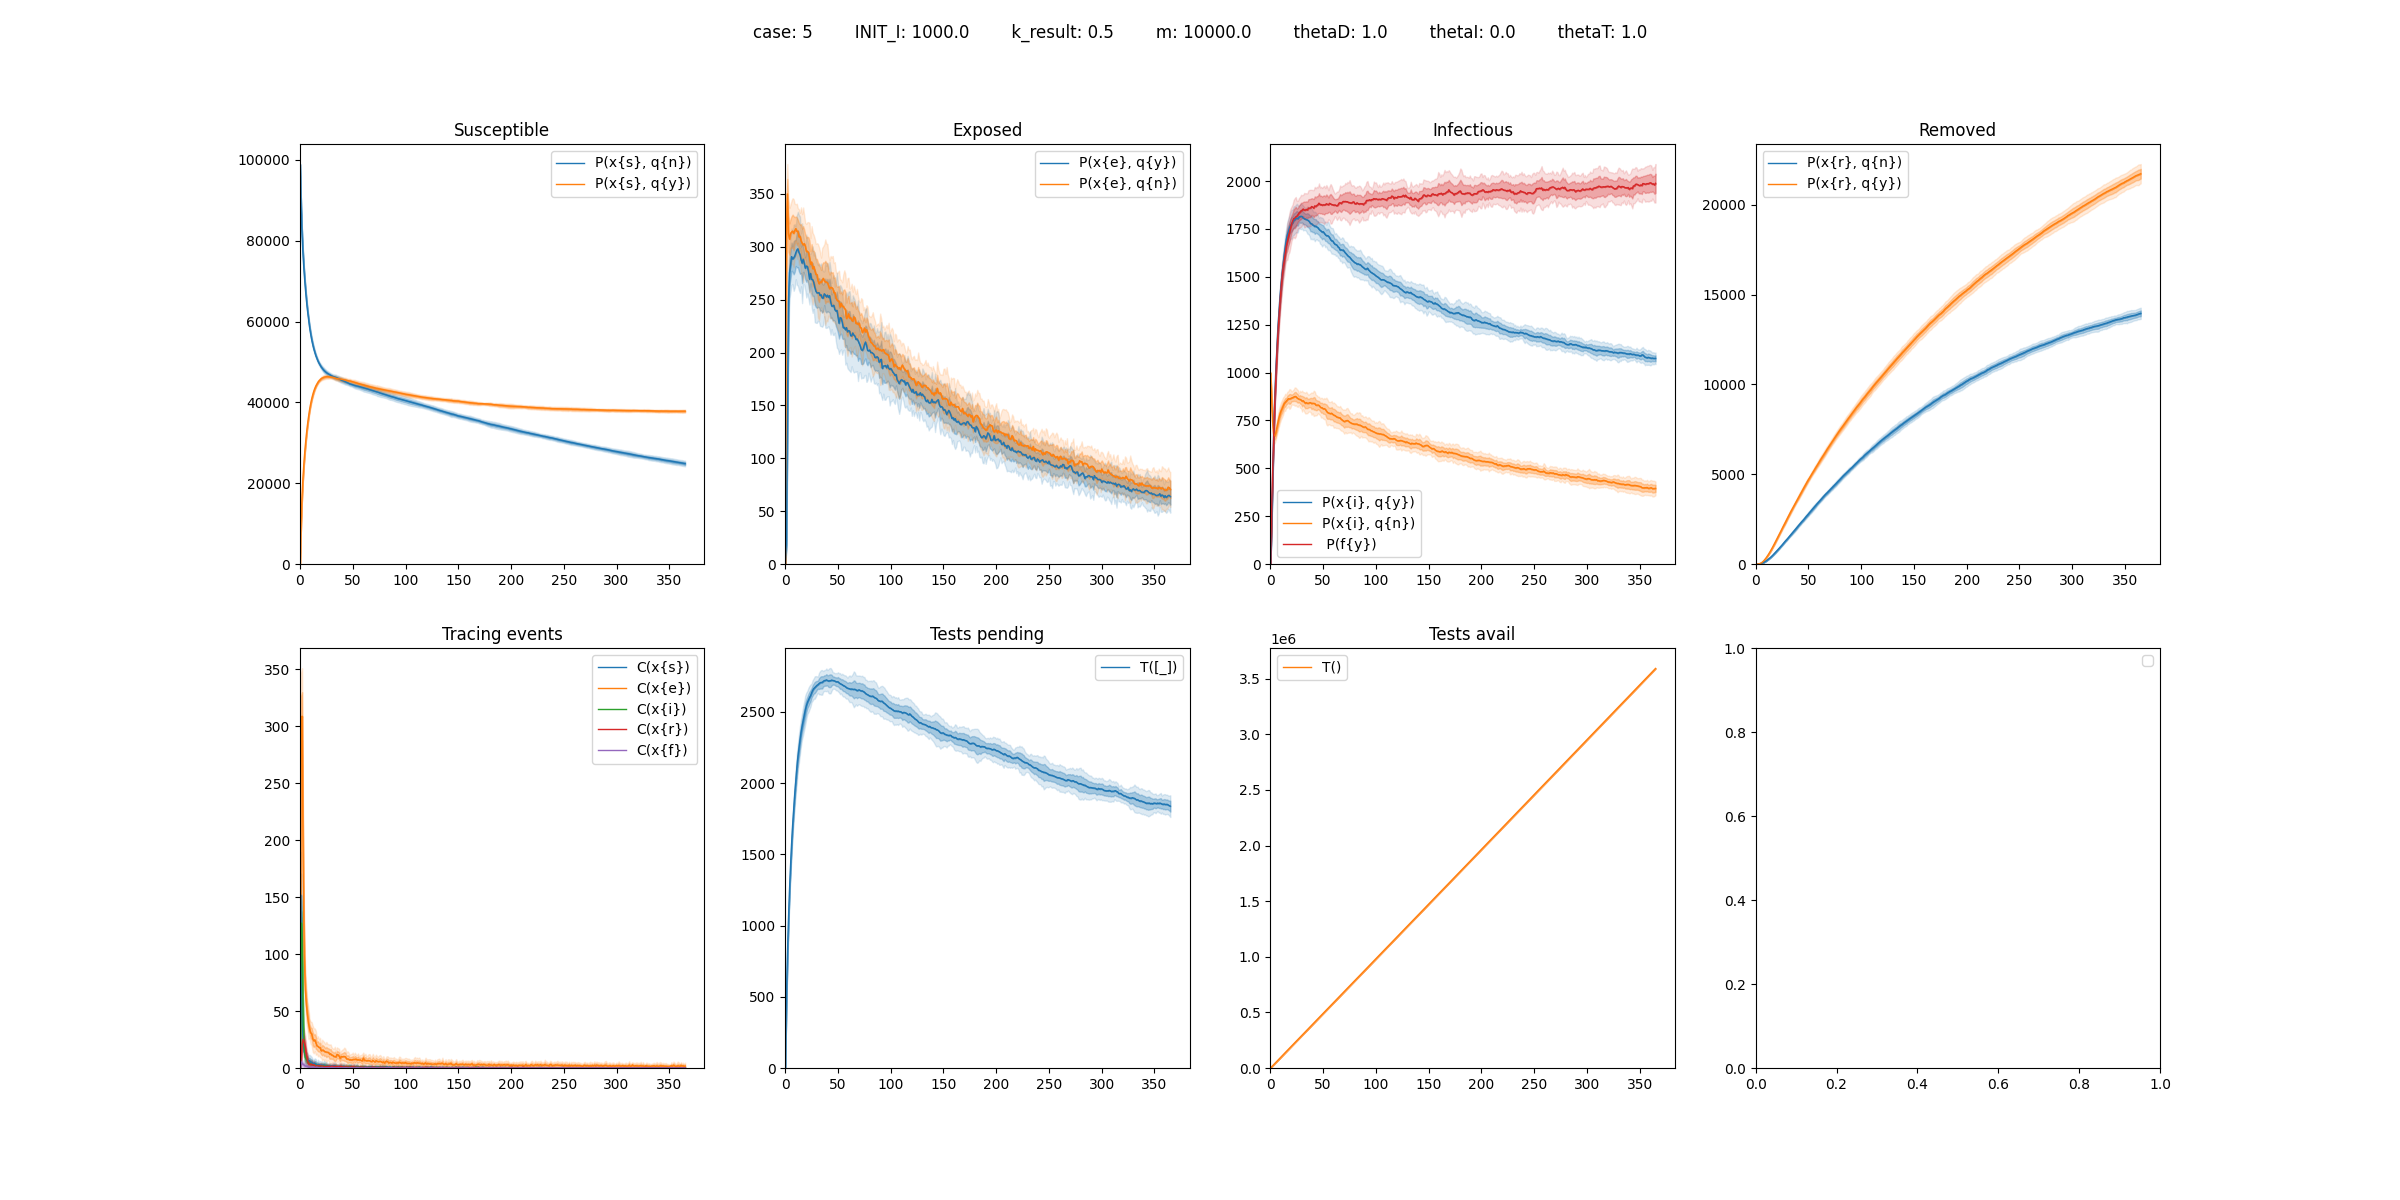 case: 5 INIT_I: 1000.0 k_result: 0.5 m: 10000.0 thetaD: 1.0 thetaI: 0.0 thetaT: 1.0
Susceptible
100000
80000
60000
40000
20000
0
0 50 100 150 200 250 300 350
P(x{s}, q{n})
P(x{s}, q{y})
Exposed
350
300
250
200
150
100
50
0
0 50 100 150 200 250 300 350
P(x{e}, q{y})
P(x{e}, q{n})
Infectious
2000
1750
1500
1250
1000
750
500
250
0
0 50 100 150 200 250 300 350
P(x{i}, q{y})
P(x{i}, q{n})
P(f{y})
Removed
20000
15000
10000
5000
0
0 50 100 150 200 250 300 350
P(x{r}, q{n})
P(x{r}, q{y})
Tracing events
350
300
250
200
150
100
50
0
0 50 100 150 200 250 300 350
C(x{s})
C(x{e})
C(x{i})
C(x{r})
C(x{f})
Tests pending
2500
2000
1500
1000
500
0
0 50 100 150 200 250 300 350
T([_])
Tests avail
1e6
3.5
3.0
2.5
2.0
1.5
1.0
0.5
0.0
0 50 100 150 200 250 300 350
T()
1.0
0.8
0.6
0.4
0.2
0.0
0.0 0.2 0.4 0.6 0.8 1.0